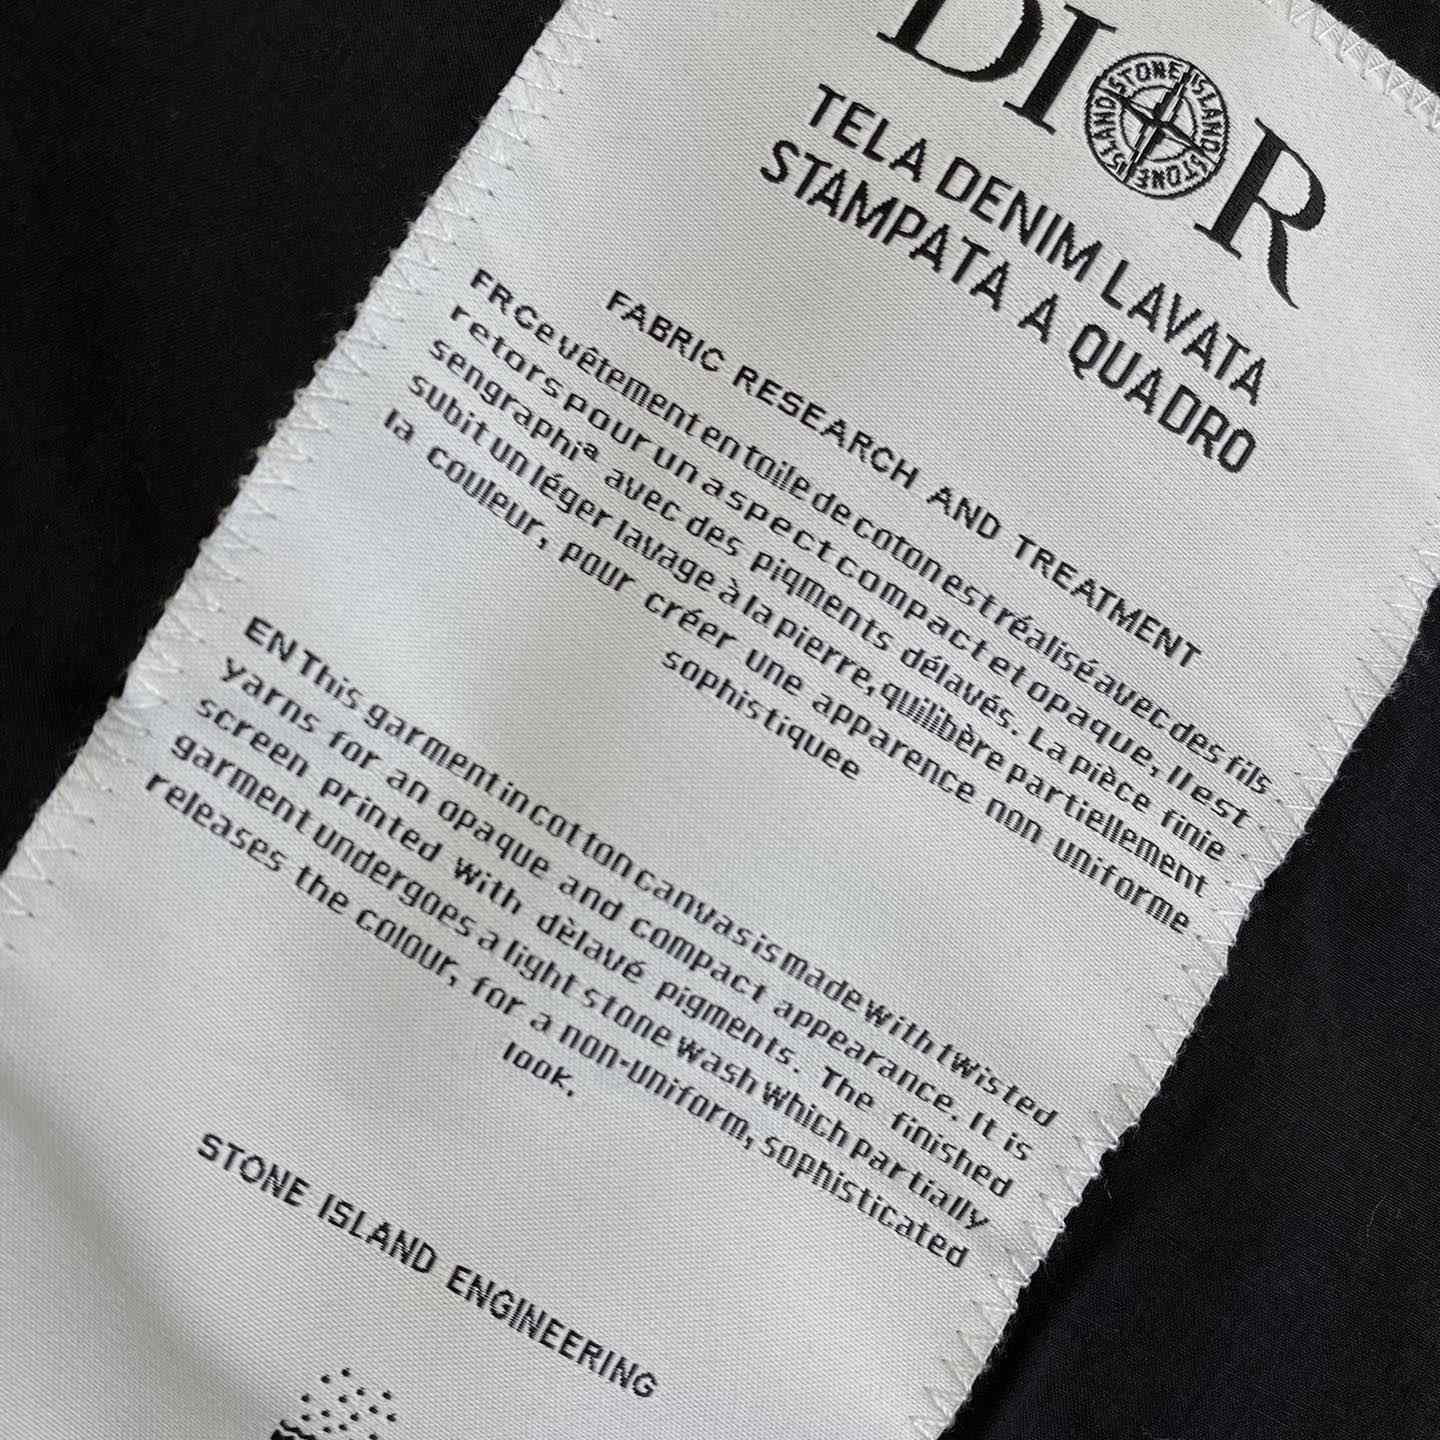 DIOR
STONE ISLAND STONE ISLAND
TELA DENIM LAVATA
STAMPATA A QUADRO
FABRIC RESEARCH AND TREATMENT
FR Ce vêtement en toile de coton est réalisé avec des fils
retors pour un aspect compact et opaque, Il est
sengraphiª avec des pigments délavés. La pièce finie
subit un léger lavage à la pierre, quilibère partiellement
la couleur, pour créer une apparence non uniforme
sophistiquee
EN This garment in cotton canvas is made with twisted
yarns for an opaque and compact appearance. It is
screen printed with dèlavé pigments. The finished
garment undergoes a light stone wash which partially
releases the colour, for a non-uniform, sophisticated
look.
STONE ISLAND ENGINEERING